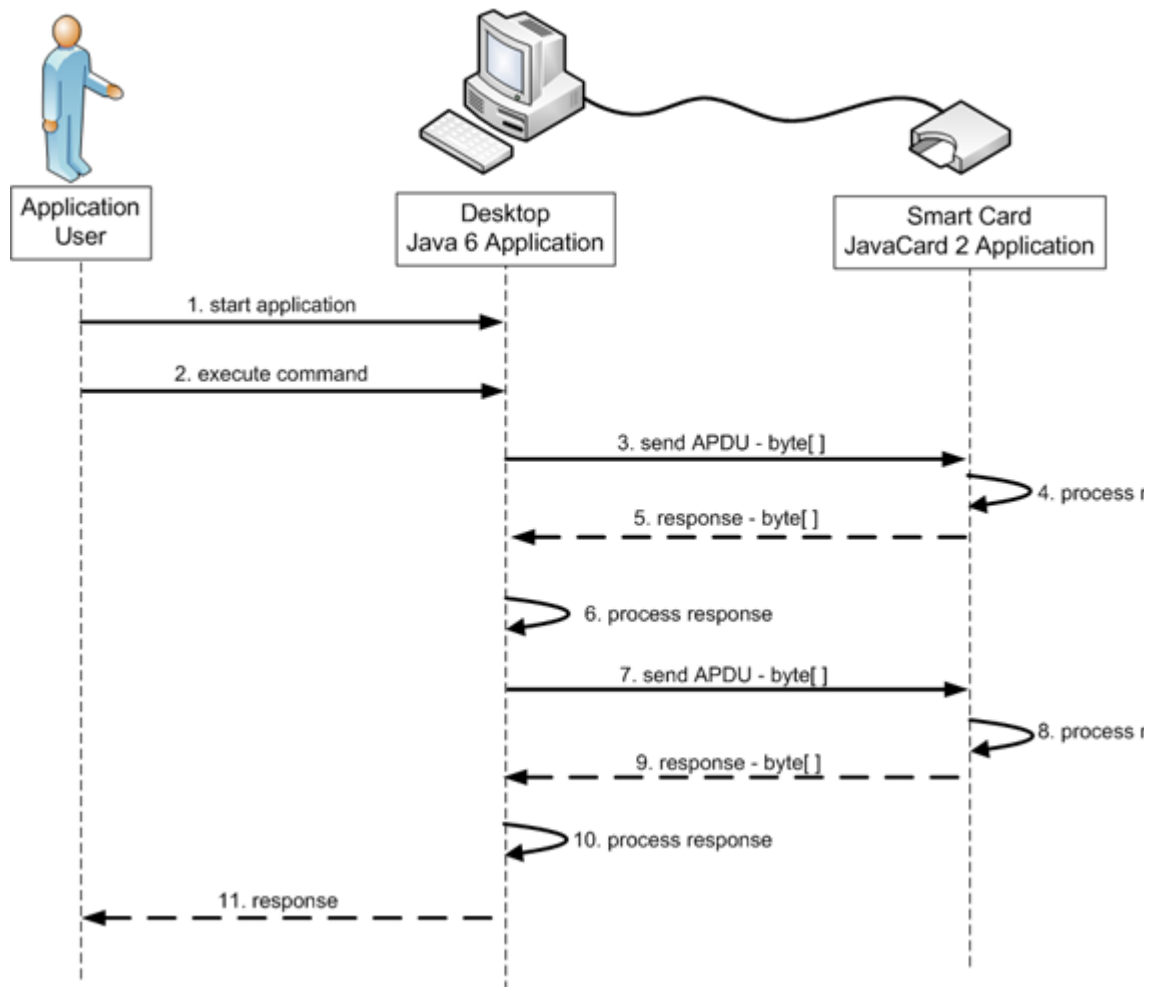 Application
User
Desktop
Java 6 Application
Smart Card
JavaCard 2 Application
1. start application
2. execute command
3. send APDU - byte[ ]
4. process
5. response - byte[ ]
6. process response
7. send APDU - byte[ ]
8. process
9. response - byte[ ]
10. process response
11. response